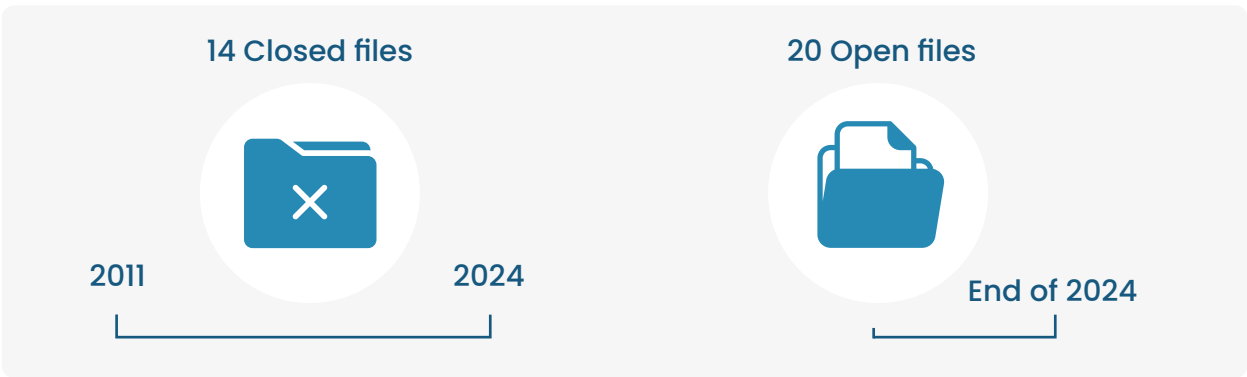 14 Closed files
20 Open files
2011
2024
End of 2024